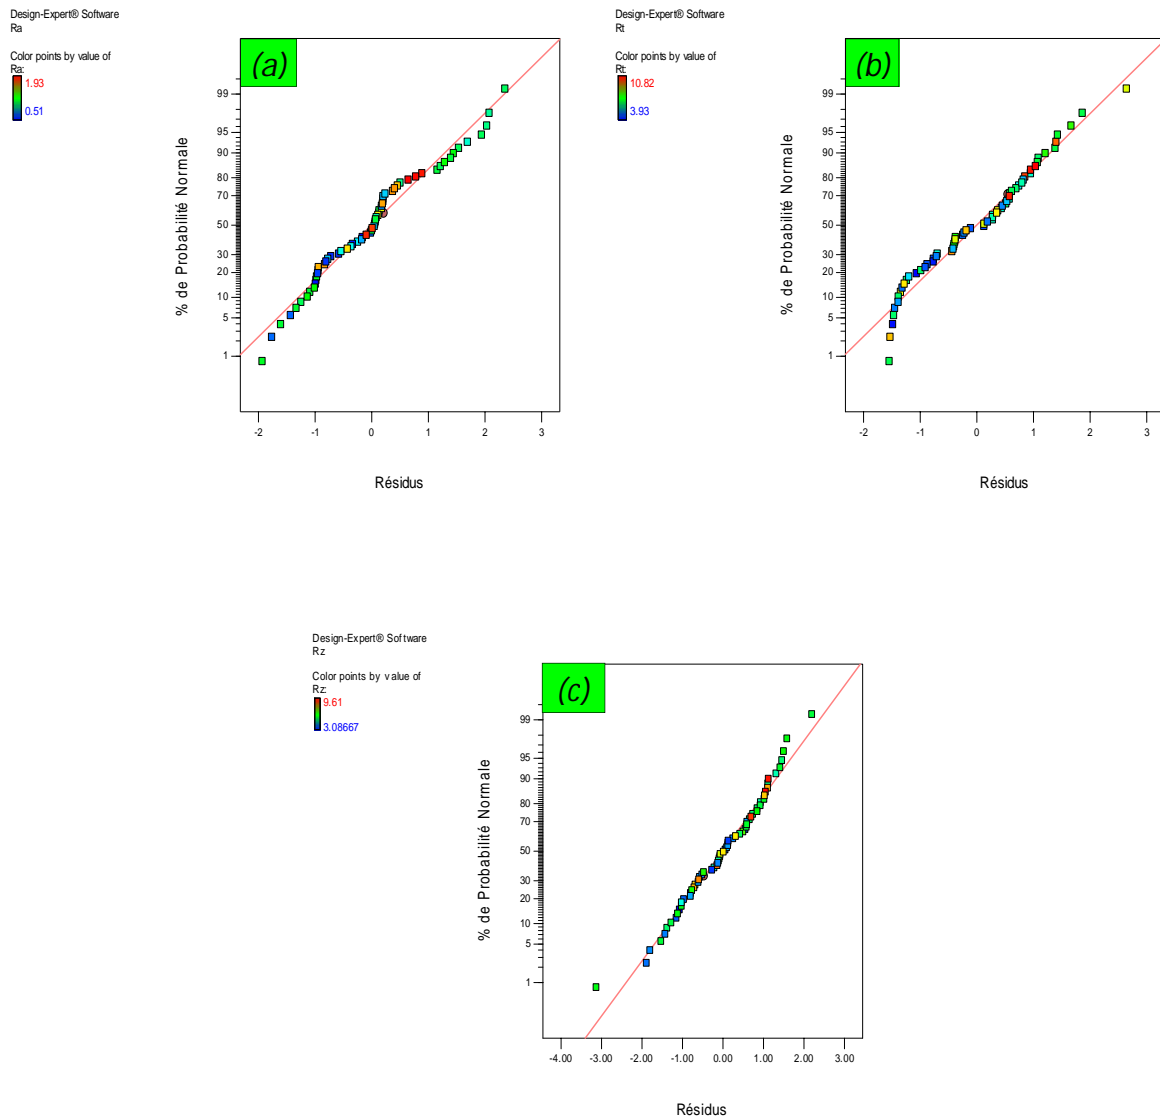 Design-Expert® Software
Ra
Color points by value of
Ra:
1.93
0.51
(a)
99
95
90
80
70
50
30
20
10
5
1
% de Probabilité Normale
-2 -1 0 1 2 3
Résidus
Design-Expert® Software
Rt
Color points by value of
Rt:
10.82
3.93
(b)
99
95
90
80
70
50
30
20
10
5
1
% de Probabilité Normale
-2 -1 0 1 2 3
Résidus
Design-Expert® Software
Rz
Color points by value of
Rz:
9.61
3.08667
(c)
99
95
90
80
70
50
30
20
10
5
1
% de Probabilité Normale
-4.00 -3.00 -2.00 -1.00 0.00 1.00 2.00 3.00
Résidus